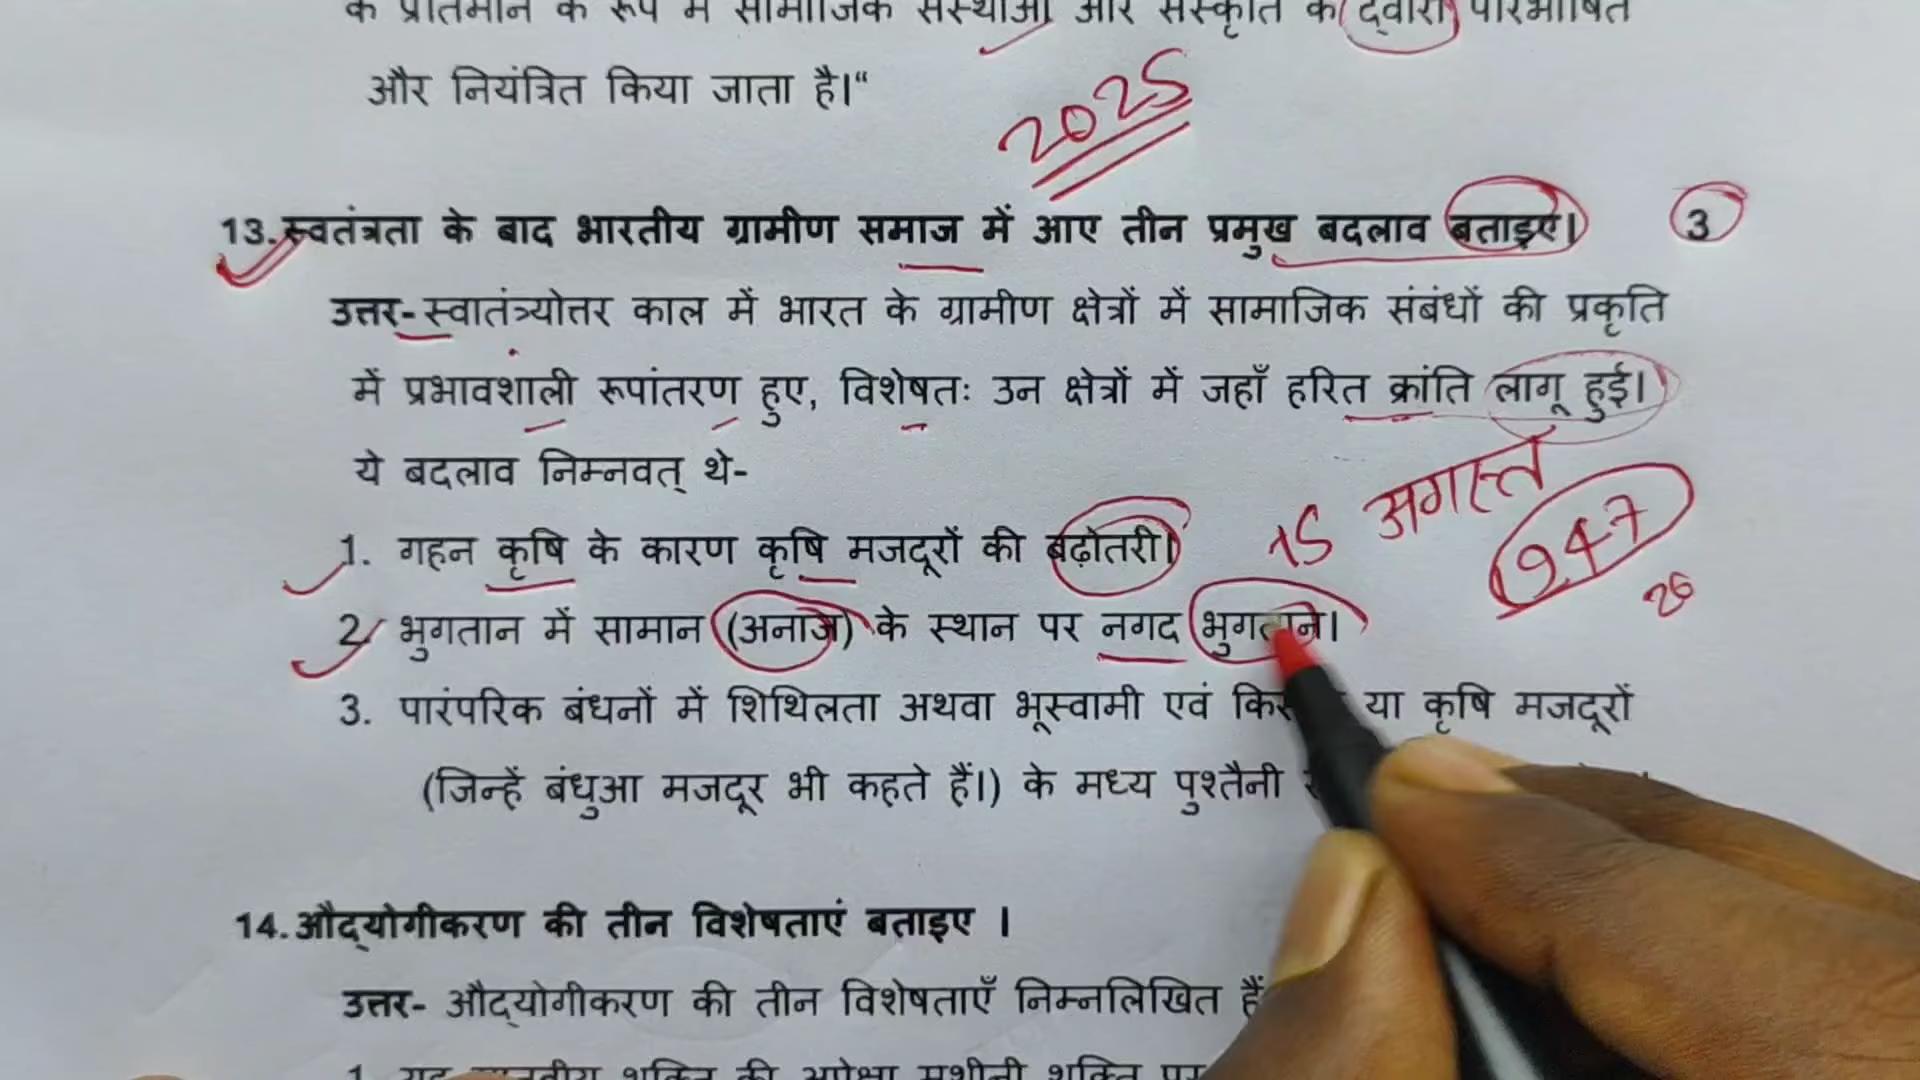 के प्रतिमान के रूप में सामाजिक संस्थाओं और संस्कृति के द्वारा परिभाषित
और नियंत्रित किया जाता है।“
2025
13. स्वतंत्रता के बाद भारतीय ग्रामीण समाज में आए तीन प्रमुख बदलाव बताइए। 3
उत्तर- स्वातंत्र्योत्तर काल में भारत के ग्रामीण क्षेत्रों में सामाजिक संबंधों की प्रकृति
में प्रभावशाली रूपांतरण हुए, विशेषतः उन क्षेत्रों में जहाँ हरित क्रांति लागू हुई।
ये बदलाव निम्नवत् थे-
15 अगस्त
1. गहन कृषि के कारण कृषि मजदूरों की बढ़ोतरी।
2. भुगतान में सामान (अनाज) के स्थान पर नगद भुगतान।
3. पारंपरिक बंधनों में शिथिलता अथवा भूस्वामी एवं या कृषि मजदूरों
(जिन्हें बंधुआ मजदूर भी कहते हैं।) के मध्य पुश्तैनी
14. औद्योगीकरण की तीन विशेषताएं बताइए ।
उत्तर- औद्योगीकरण की तीन विशेषताएँ निम्नलिखित हैं